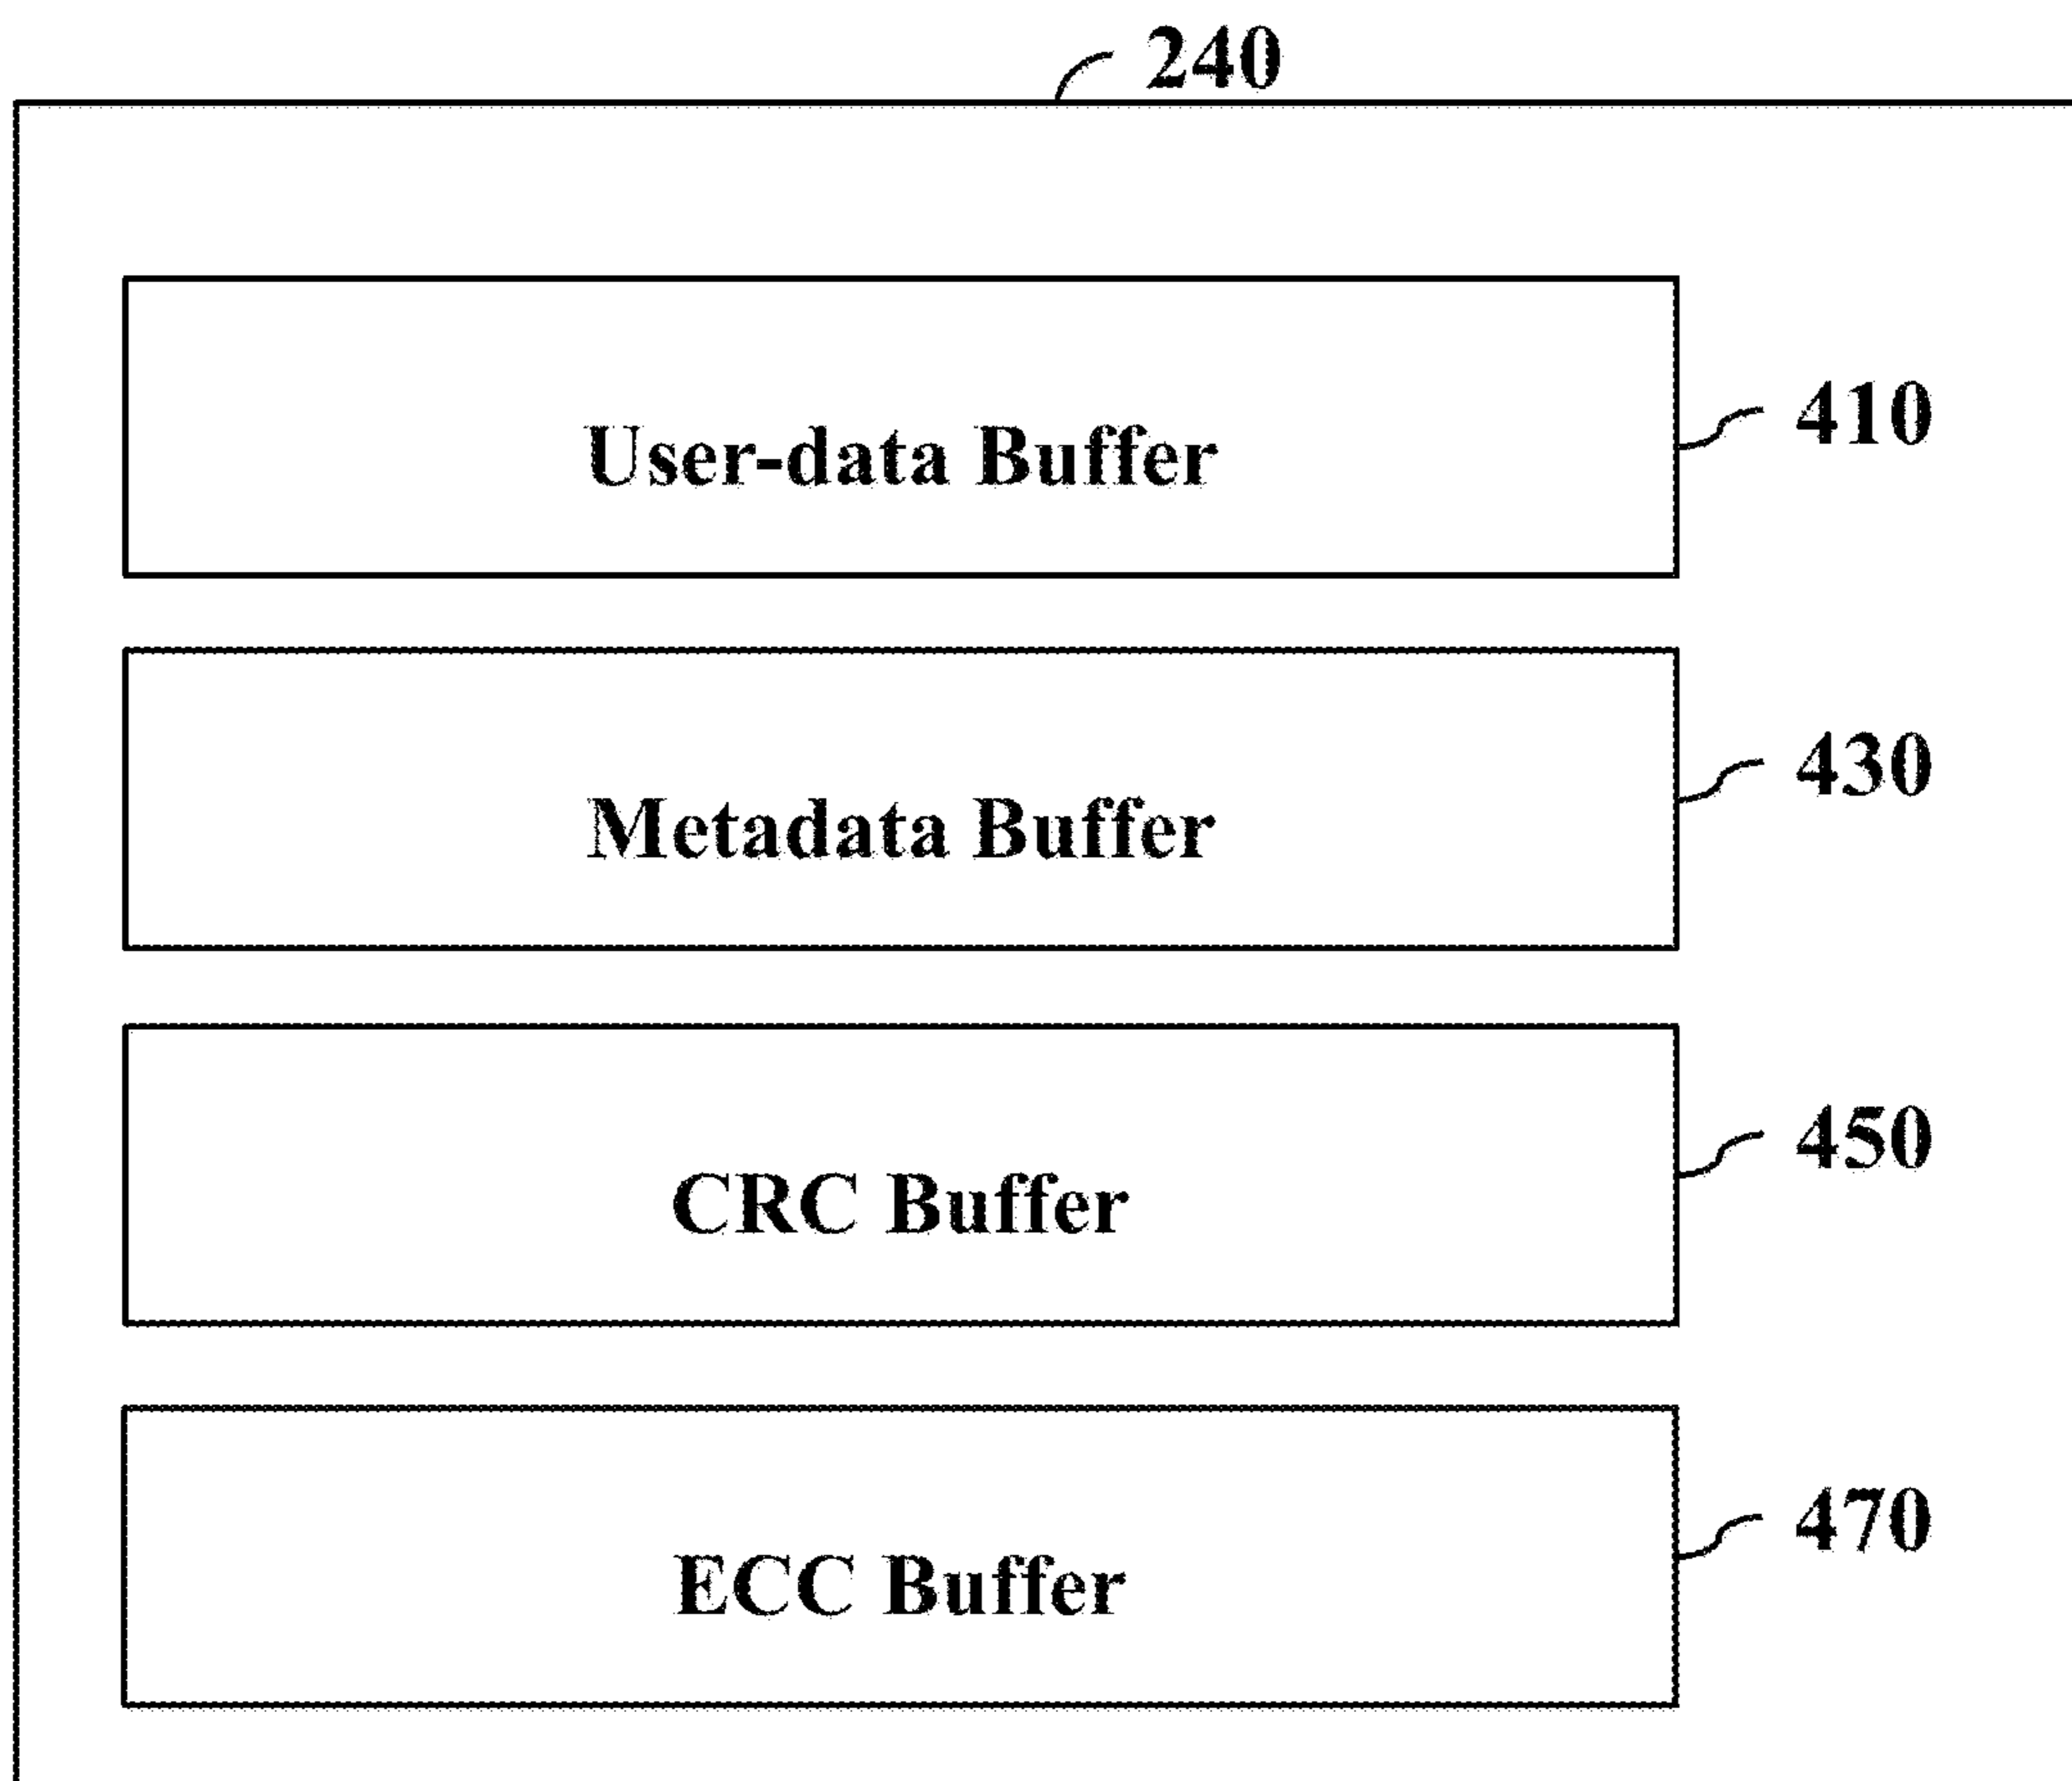 240
User-data Buffer
410
Metadata Buffer
430
CRC Buffer
450
ECC Buffer
470